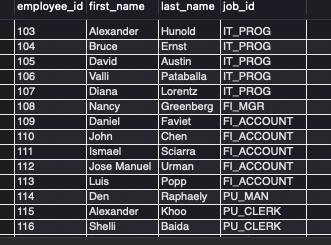 employee_id first_name last_name job_id
103 Alexander Hunold IT_PROG
104 Bruce Ernst IT_PROG
105 David Austin IT_PROG
106 Valli Pataballa IT_PROG
107 Diana Lorentz IT_PROG
108 Nancy Greenberg FI_MGR
109 Daniel Faviet FI_ACCOUNT
110 John Chen FI_ACCOUNT
111 Ismael Sciarra FI_ACCOUNT
112 Jose Manuel Urman FI_ACCOUNT
113 Luis Popp FI_ACCOUNT
114 Den Raphaely PU_MAN
115 Alexander Khoo PU_CLERK
116 Shelli Baida PU_CLERK